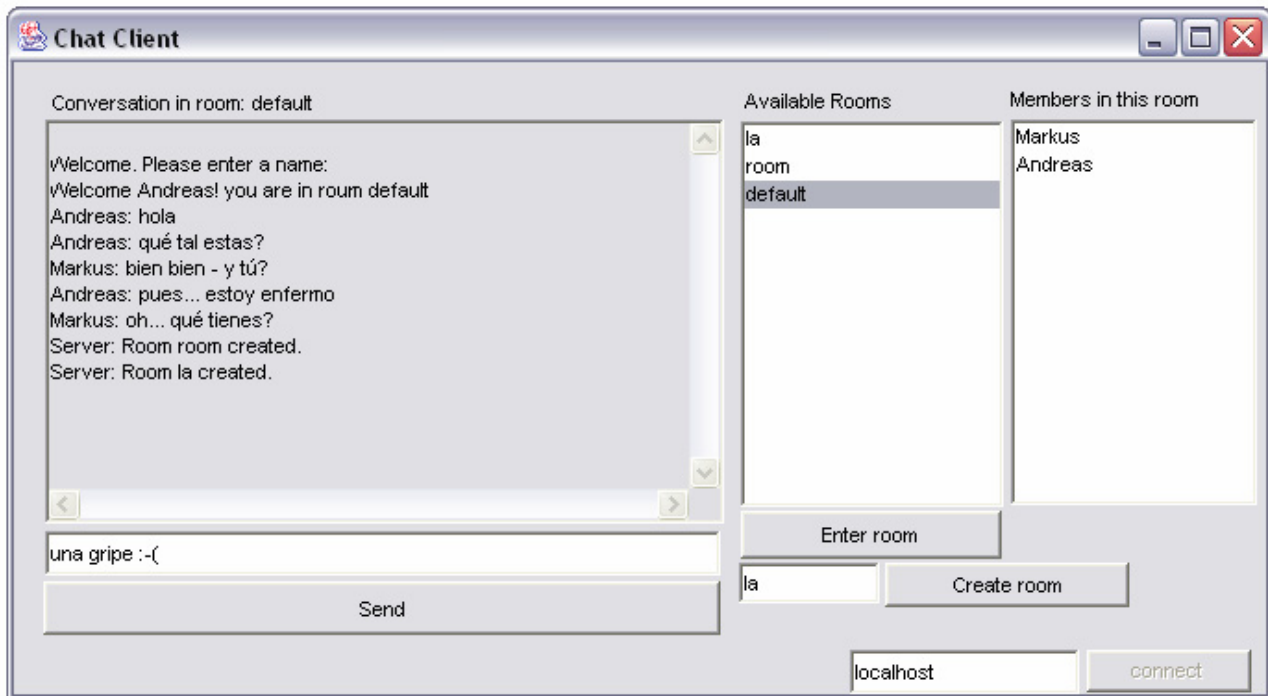 Chat Client
Conversation in room: default
Welcome. Please enter a name:
Welcome Andreas! you are in roum default
Andreas: hola
Andreas: qué tal estas?
Markus: bien bien - y tú?
Andreas: pues... estoy enfermo
Markus: oh... qué tienes?
Server: Room room created.
Server: Room la created.
una gripe :-(
Send
Available Rooms
la
room
default
Enter room
la
Create room
Members in this room
Markus
Andreas
localhost
connect